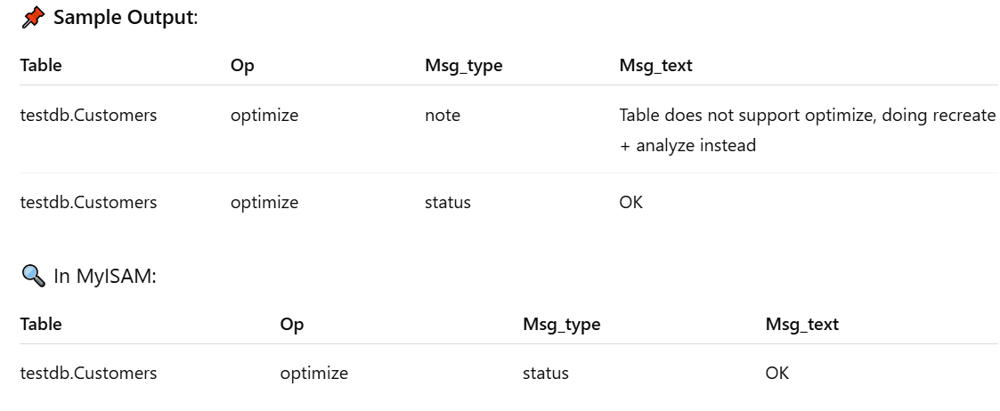 📌 Sample Output:
Table Op Msg_type Msg_text
testdb.Customers optimize note Table does not support optimize, doing recreate
+ analyze instead
testdb.Customers optimize status OK
🔍 In MyISAM:
Table Op Msg_type Msg_text
testdb.Customers optimize status OK